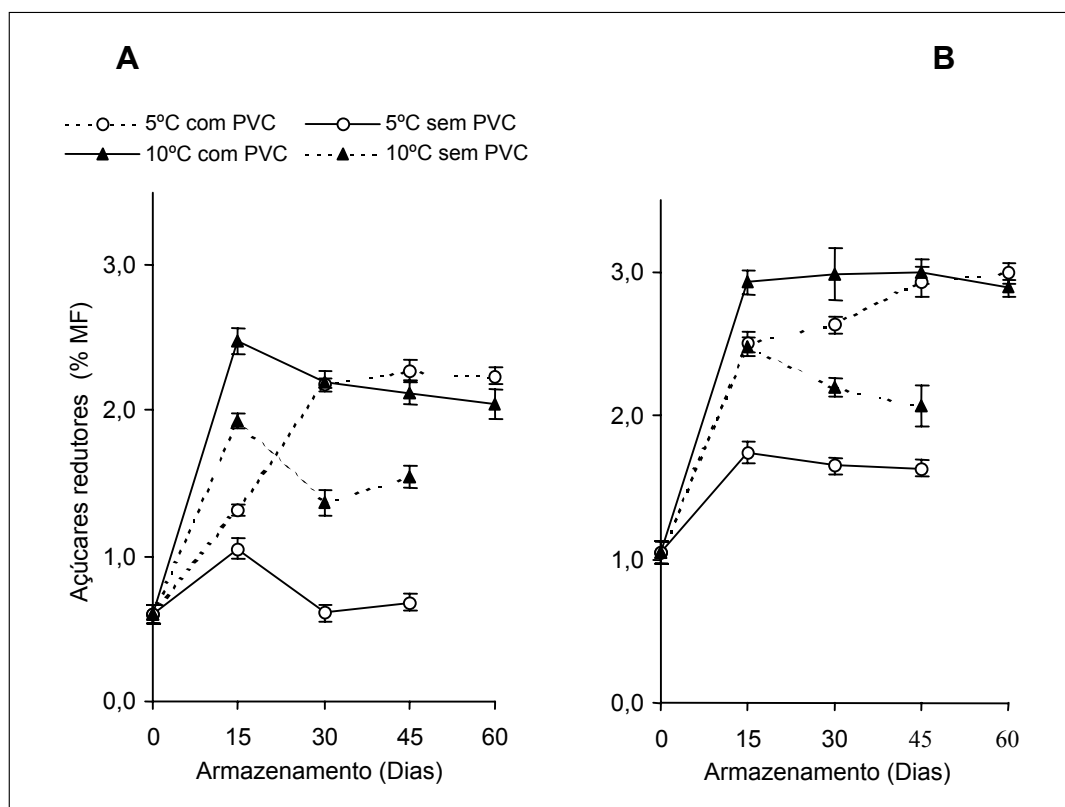 A
B
5ºC com PVC 5ºC sem PVC
10ºC com PVC 10ºC sem PVC
Açúcares redutores (% MF)
3,0
2,0
1,0
0,0
0 15 30 45 60
Armazenamento (Dias)
3,0
2,0
1,0
0,0
0 15 30 45 60
Armazenamento (Dias)